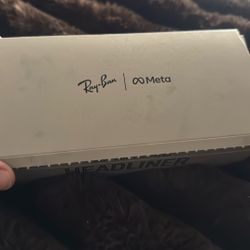 Ray-Ban | ∞ Meta
HEADLINER